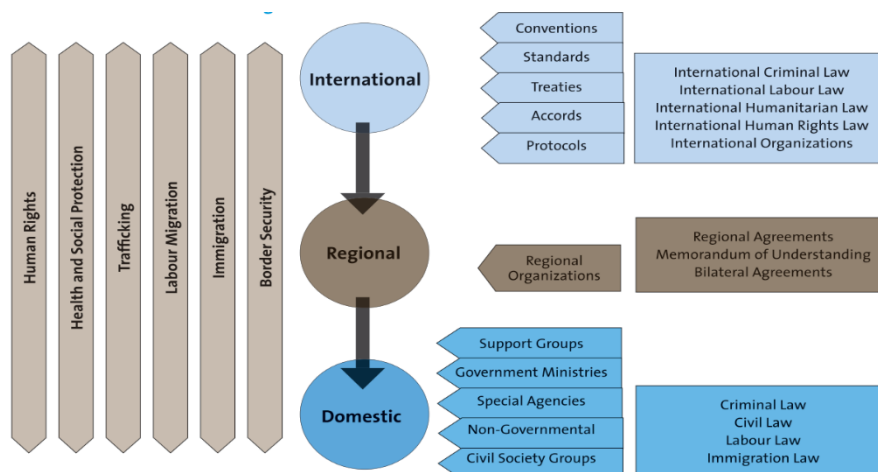 Human Rights
Health and Social Protection
Trafficking
Labour Migration
Immigration
Border Security
International
Regional
Domestic
Conventions
Standards
Treaties
Accords
Protocols
International Criminal Law
International Labour Law
International Humanitarian Law
International Human Rights Law
International Organizations
Regional
Organizations
Regional Agreements
Memorandum of Understanding
Bilateral Agreements
Support Groups
Government Ministries
Special Agencies
Non-Governmental
Civil Society Groups
Criminal Law
Civil Law
Labour Law
Immigration Law